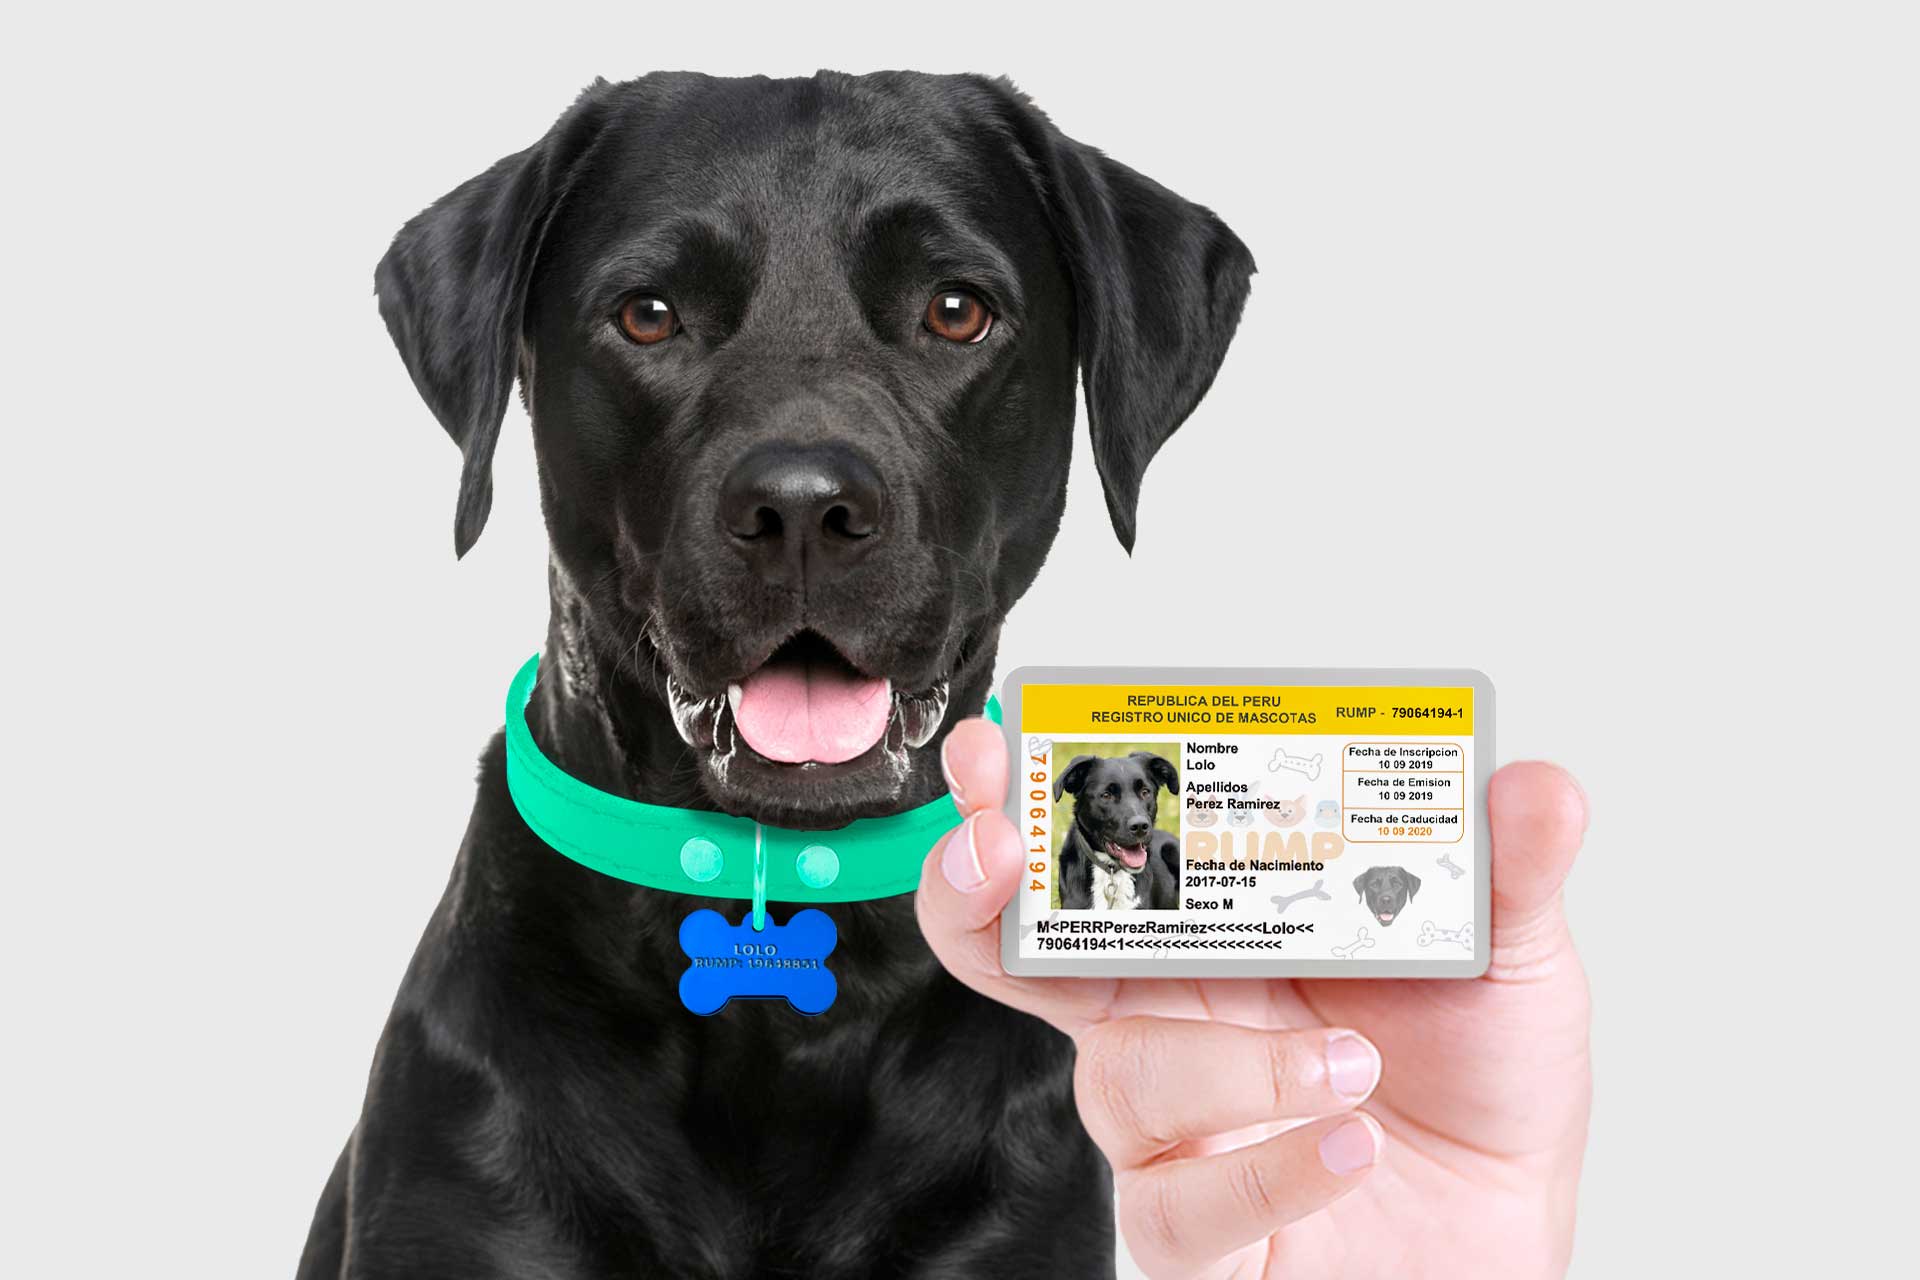 REPUBLICA DEL PERU
REGISTRO UNICO DE MASCOTAS
RUMP - 79064194-1
79064194
Nombre
Lolo
Apellidos
Perez Ramirez
RUMP
Fecha de Nacimiento
2017-07-15
Sexo M
Fecha de Inscripcion
10 09 2019
Fecha de Emision
10 09 2019
Fecha de Caducidad
10 09 2020
M<PERRPerezRamirez<<<<<<Lolo<<
79064194<1<<<<<<<<<<<<<<<<<
LOLO
RUMP: 19648851